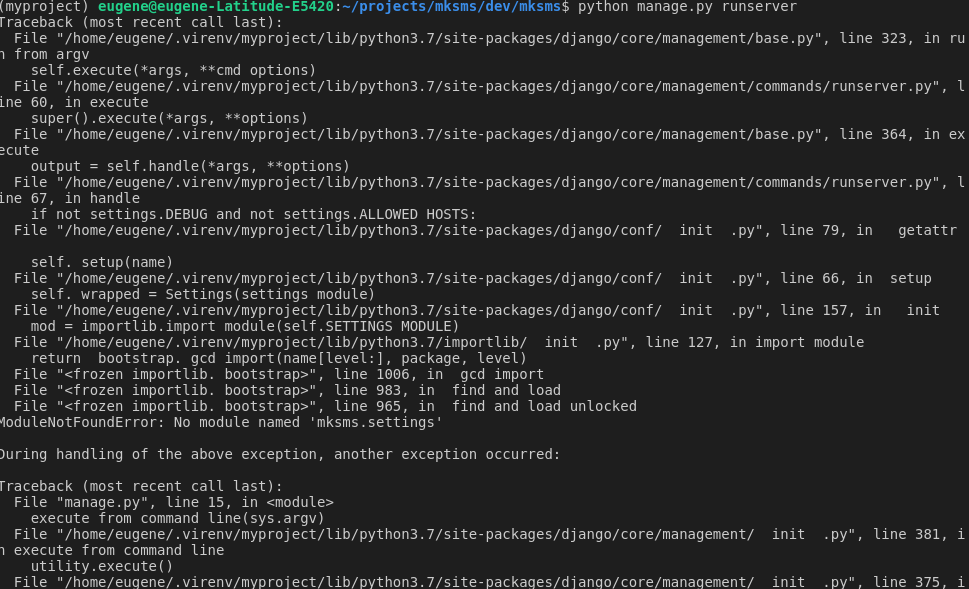 (myproject) eugene@eugene-Latitude-E5420:~/projects/mksms/dev/mksms$ python manage.py runserver
Traceback (most recent call last):
  File "/home/eugene/.virenv/myproject/lib/python3.7/site-packages/django/core/management/base.py", line 323, in ru
n from argv
    self.execute(*args, **cmd options)
  File "/home/eugene/.virenv/myproject/lib/python3.7/site-packages/django/core/management/commands/runserver.py", l
ine 60, in execute
    super().execute(*args, **options)
  File "/home/eugene/.virenv/myproject/lib/python3.7/site-packages/django/core/management/base.py", line 364, in ex
ecute
    output = self.handle(*args, **options)
  File "/home/eugene/.virenv/myproject/lib/python3.7/site-packages/django/core/management/commands/runserver.py", l
ine 67, in handle
    if not settings.DEBUG and not settings.ALLOWED HOSTS:
  File "/home/eugene/.virenv/myproject/lib/python3.7/site-packages/django/conf/  init  .py", line 79, in   getattr
    self. setup(name)
  File "/home/eugene/.virenv/myproject/lib/python3.7/site-packages/django/conf/  init  .py", line 66, in  setup
    self. wrapped = Settings(settings module)
  File "/home/eugene/.virenv/myproject/lib/python3.7/site-packages/django/conf/  init  .py", line 157, in   init
    mod = importlib.import module(self.SETTINGS MODULE)
  File "/home/eugene/.virenv/myproject/lib/python3.7/importlib/  init  .py", line 127, in import module
    return  bootstrap. gcd import(name[level:], package, level)
  File "<frozen importlib. bootstrap>", line 1006, in  gcd import
  File "<frozen importlib. bootstrap>", line 983, in  find and load
  File "<frozen importlib. bootstrap>", line 965, in  find and load unlocked
ModuleNotFoundError: No module named 'mksms.settings'
During handling of the above exception, another exception occurred:
Traceback (most recent call last):
  File "manage.py", line 15, in <module>
    execute from command line(sys.argv)
  File "/home/eugene/.virenv/myproject/lib/python3.7/site-packages/django/core/management/  init  .py", line 381, i
n execute from command line
    utility.execute()
  File "/home/eugene/.virenv/myproject/lib/python3.7/site-packages/django/core/management/  init  .py", line 375, i